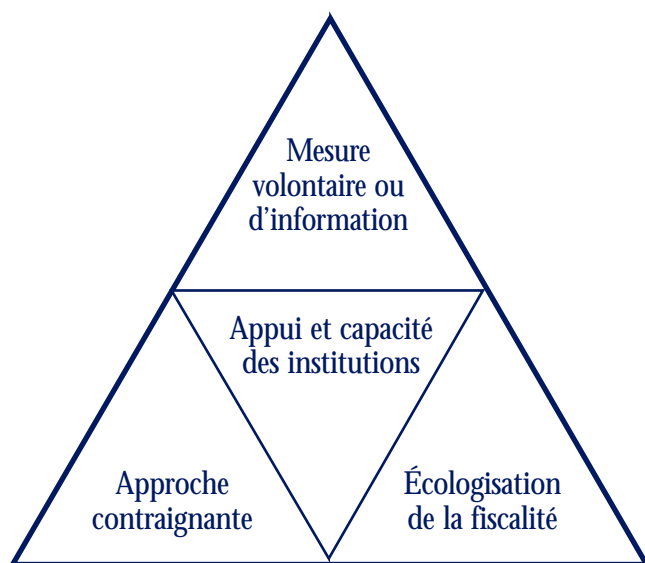 Mesure
volontaire ou
d’information
Appui et capacité
des institutions
Approche
contraignante
Écologisation
de la fiscalité